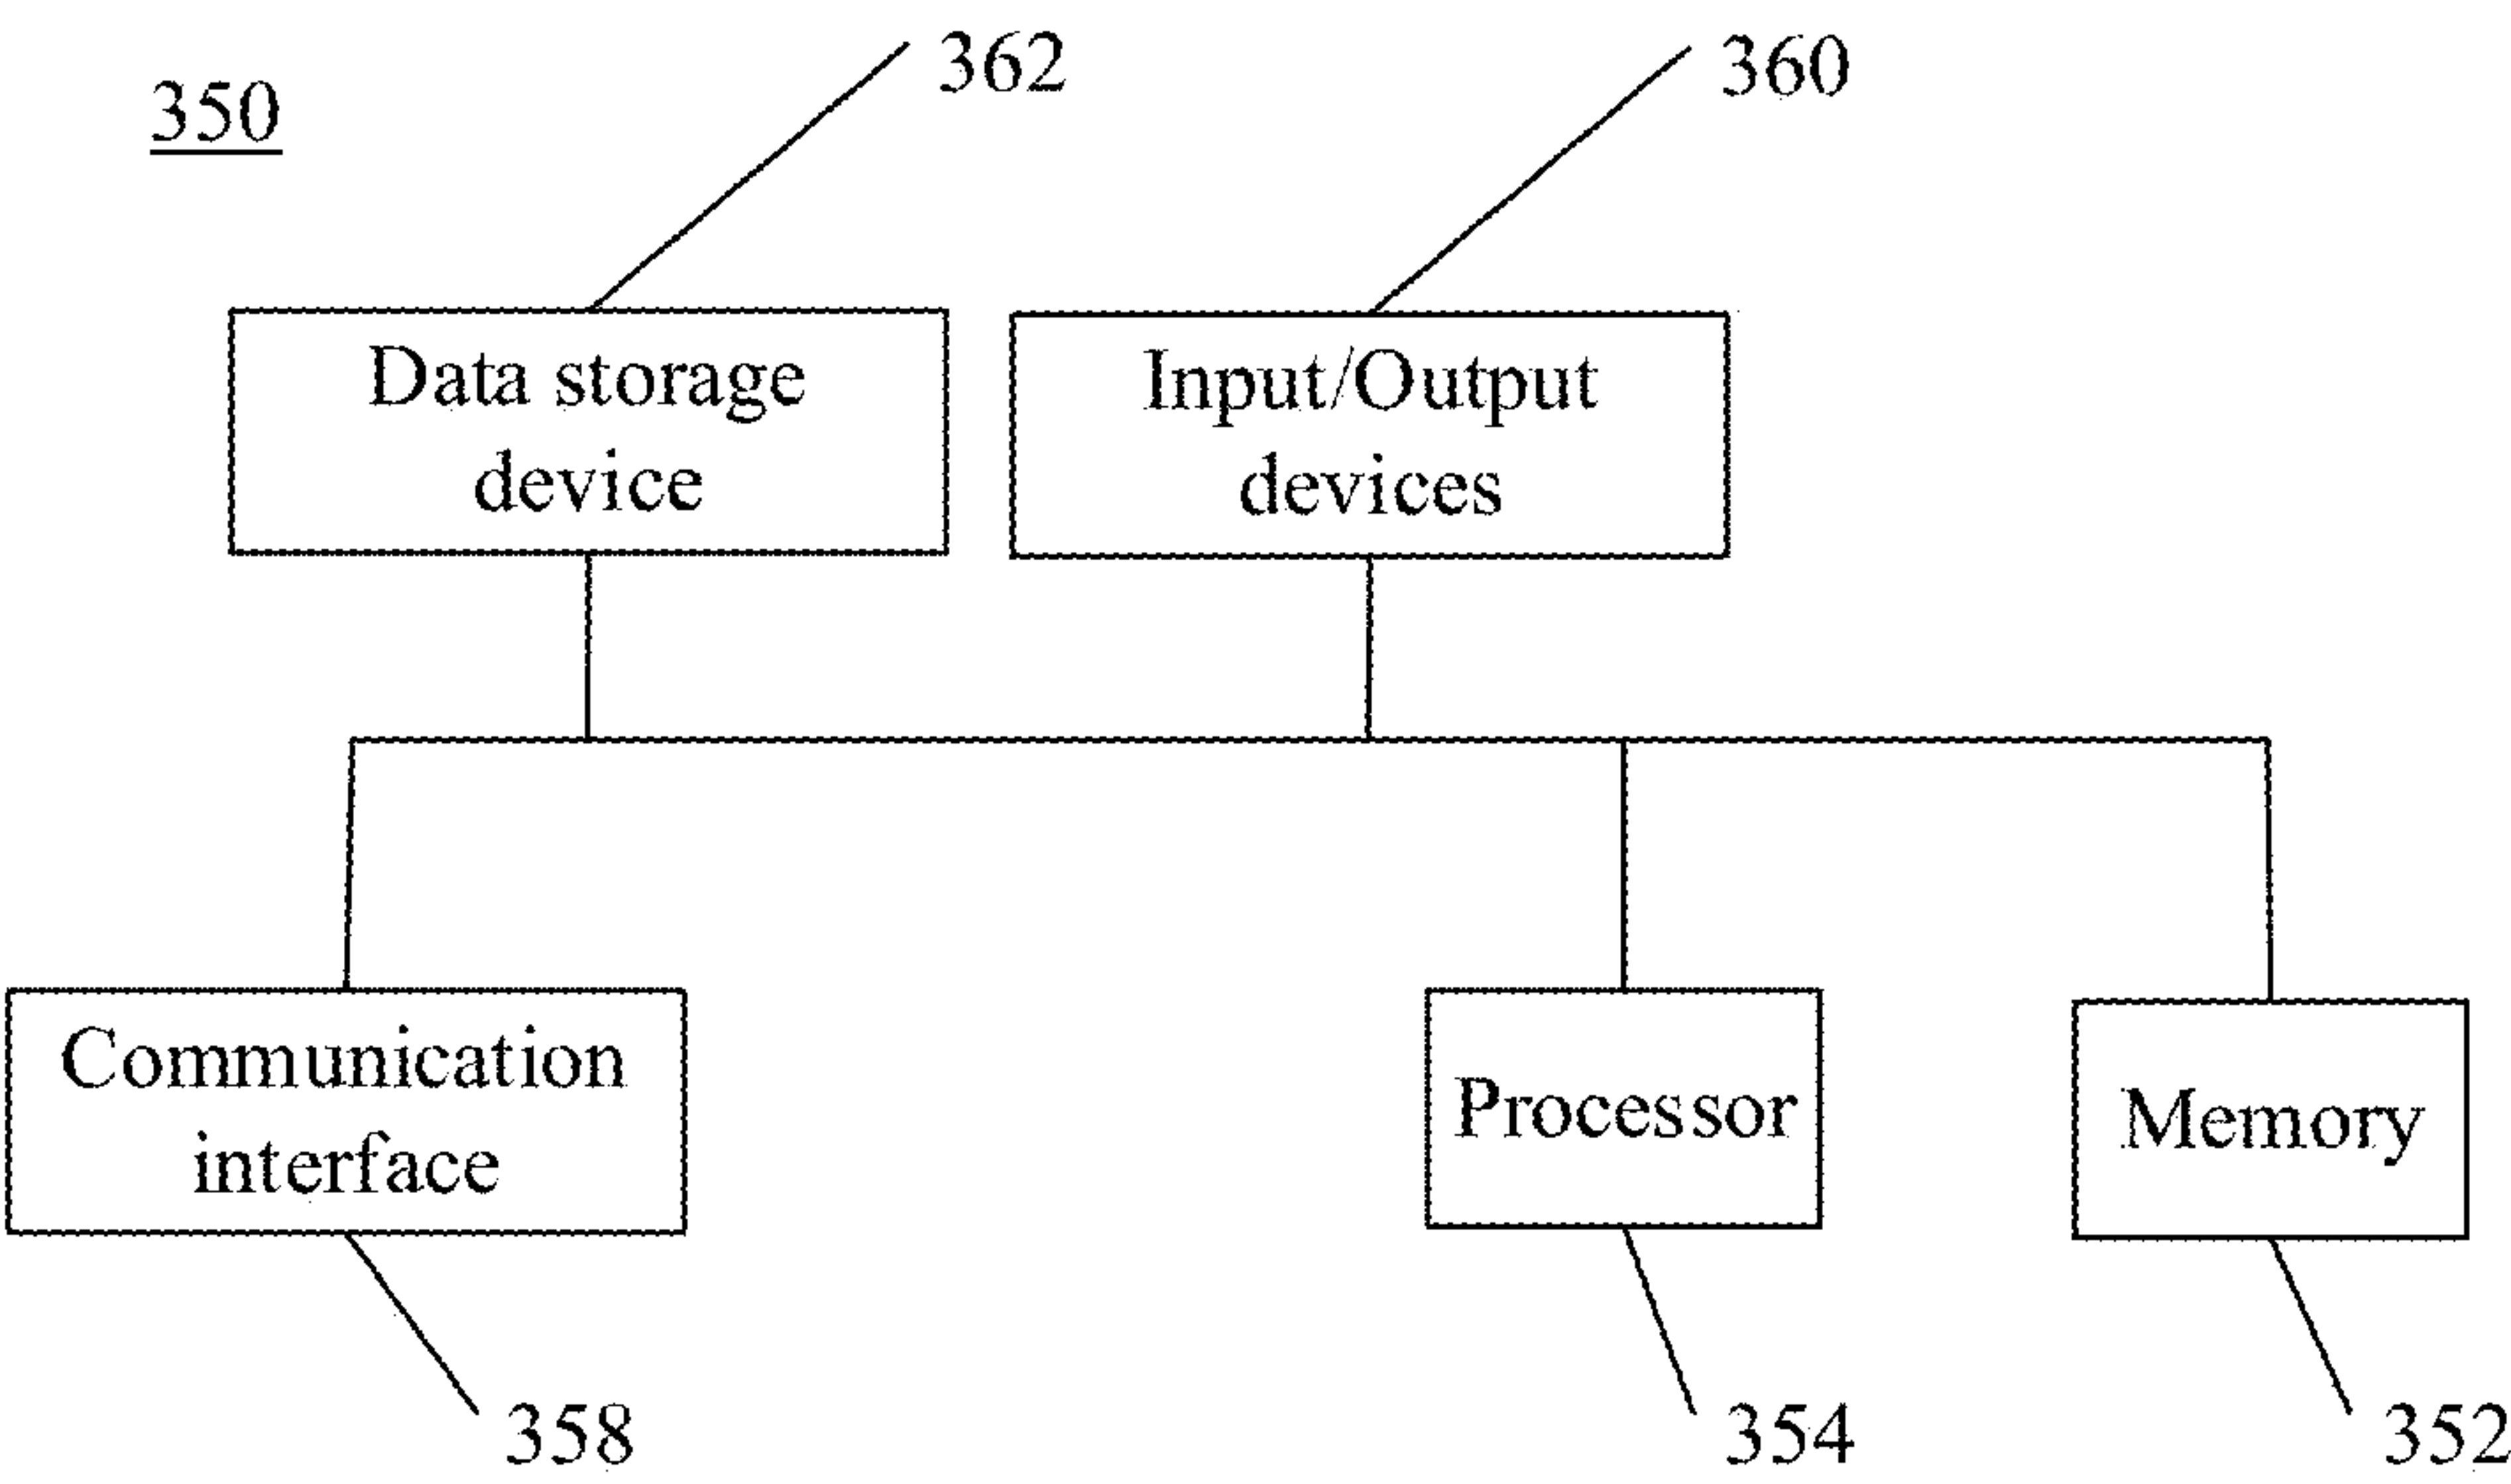 362
360
350
Data storage
device
Input/Output
devices
Communication
interface
Processor
Memory
358
354
352